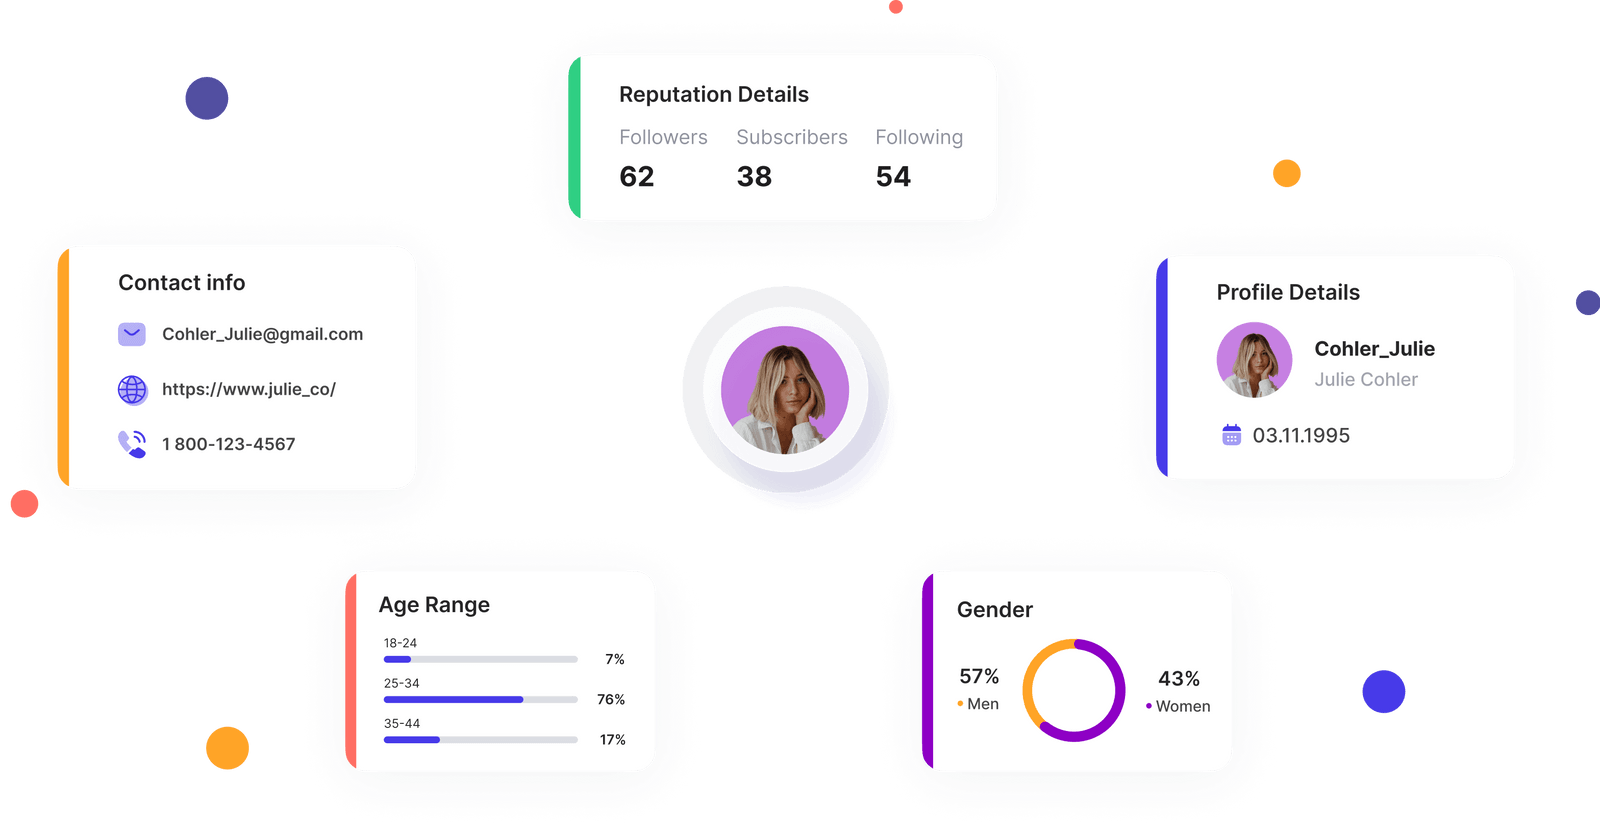 Reputation Details
Followers Subscribers Following
62 38 54
Contact info
Cohler_Julie@gmail.com
https://www.julie_co/
1 800-123-4567
Profile Details
Cohler_Julie
Julie Cohler
03.11.1995
Age Range
18-24
7%
25-34
76%
35-44
17%
Gender
57%
Men
43%
Women